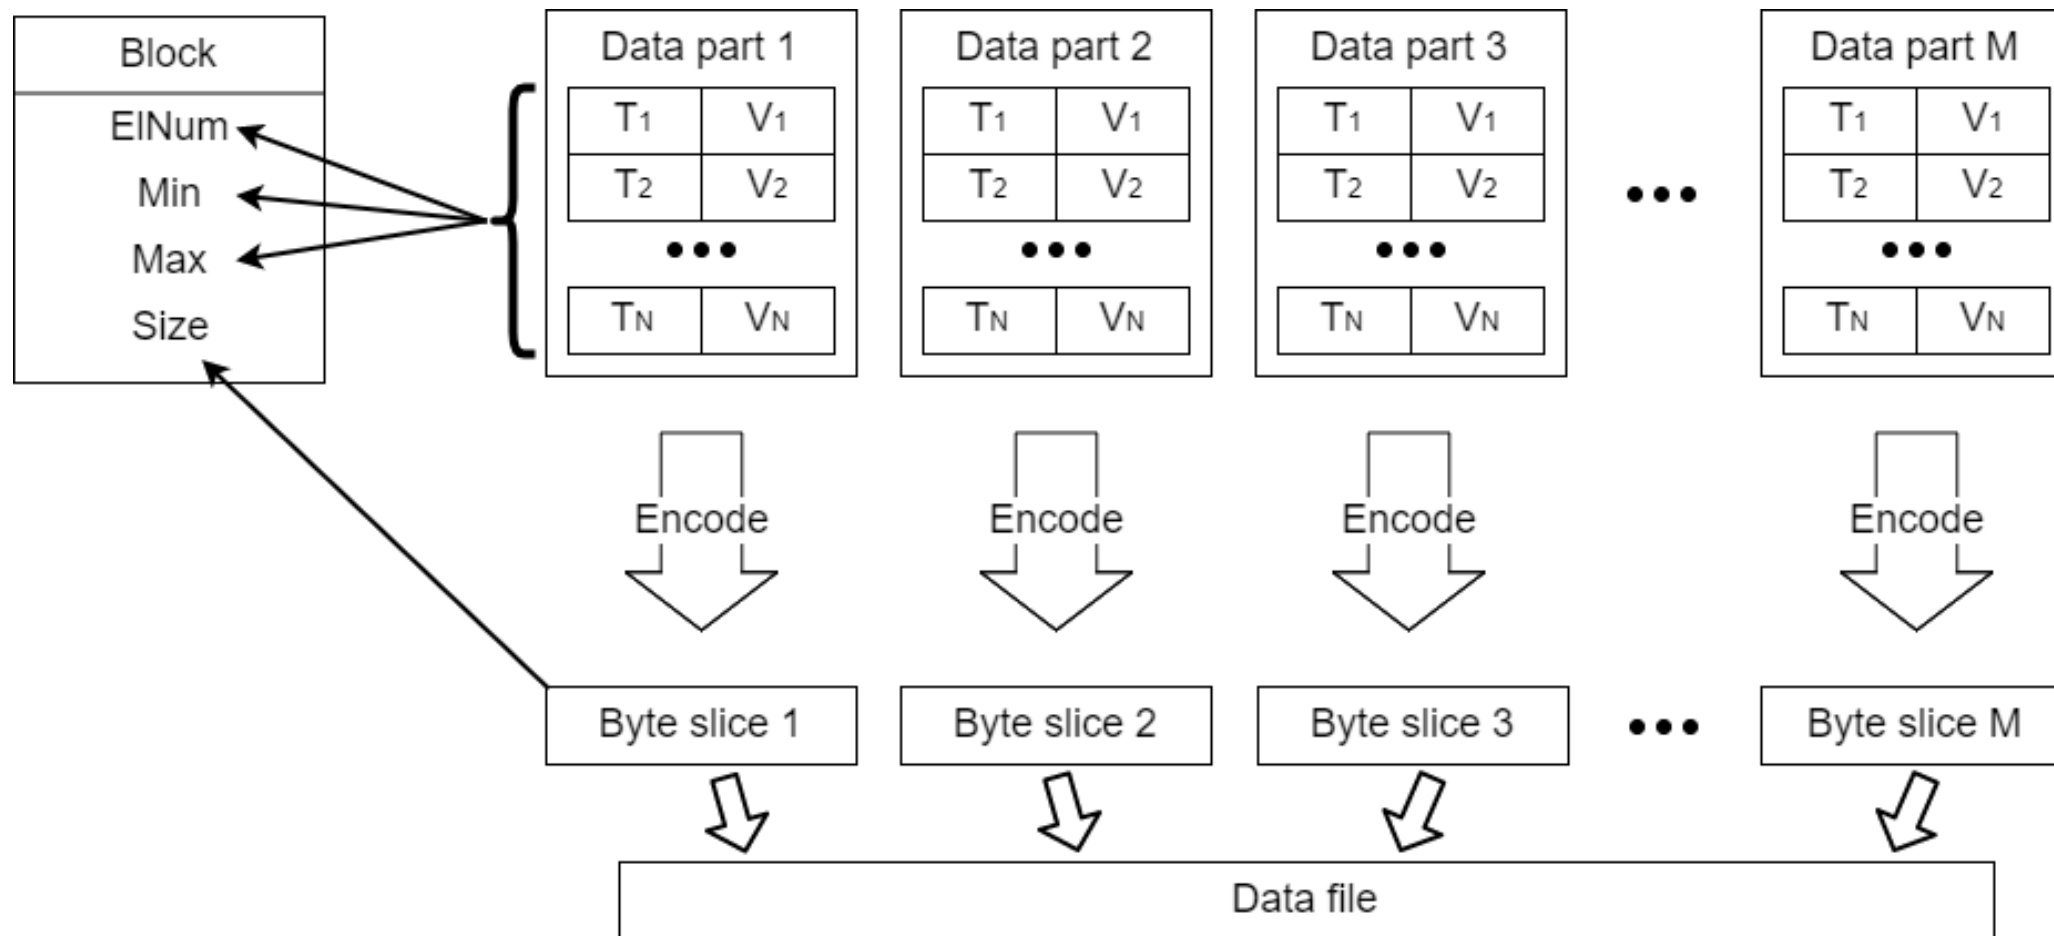 Block
ElNum
Min
Max
Size
Data part 1
T1 V1
T2 V2
•••
TN VN
Data part 2
T1 V1
T2 V2
•••
TN VN
Data part 3
T1 V1
T2 V2
•••
TN VN
•••
Data part M
T1 V1
T2 V2
•••
TN VN
Encode
Encode
Encode
Encode
Byte slice 1
Byte slice 2
Byte slice 3
•••
Byte slice M
Data file